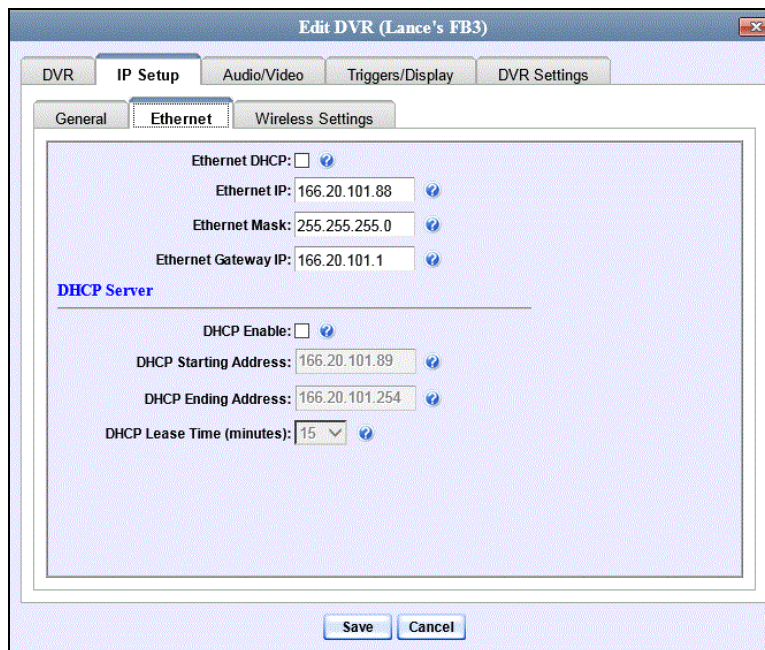 Edit DVR (Lance's FB3)
DVR IP Setup Audio/Video Triggers/Display DVR Settings
General Ethernet Wireless Settings
Ethernet DHCP:
Ethernet IP: 166.20.101.88
Ethernet Mask: 255.255.255.0
Ethernet Gateway IP: 166.20.101.1
DHCP Server
DHCP Enable:
DHCP Starting Address: 166.20.101.89
DHCP Ending Address: 166.20.101.254
DHCP Lease Time (minutes): 15
Save Cancel